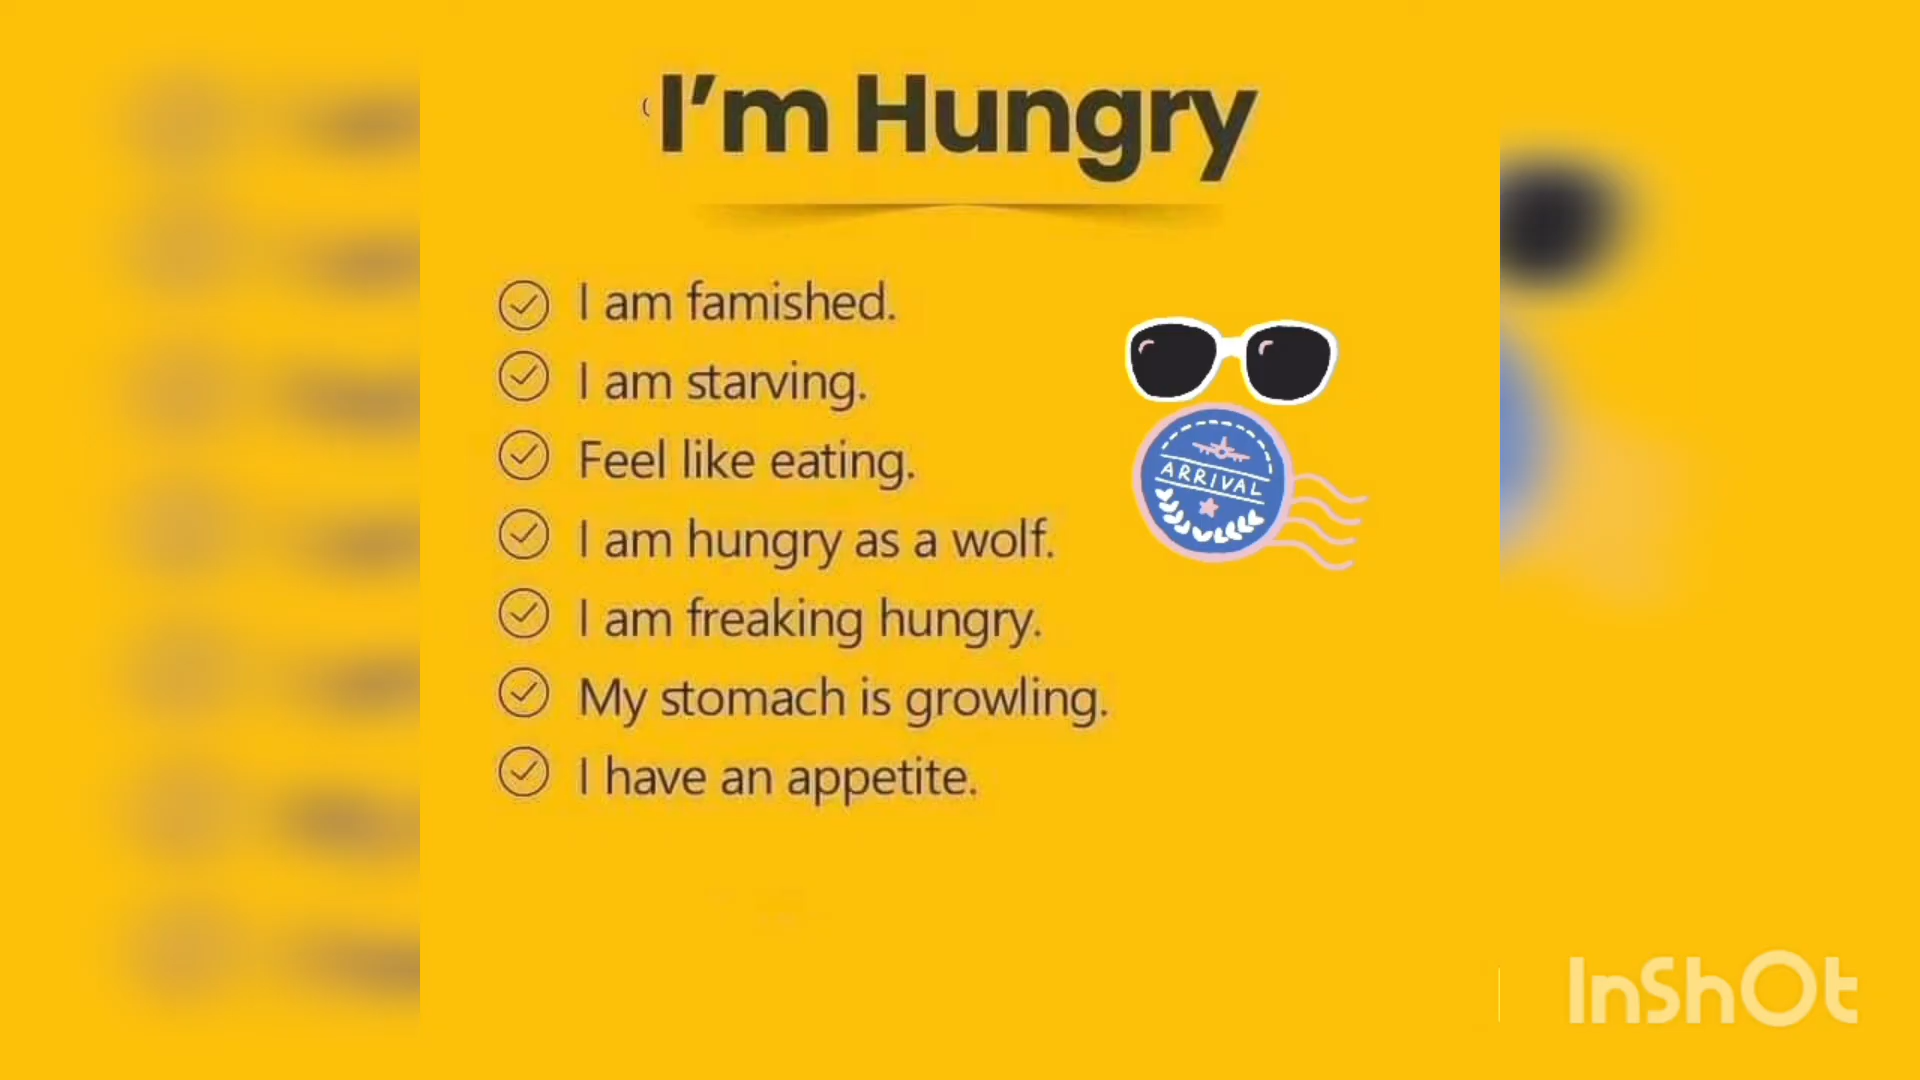 I'm Hungry
I am famished.
I am starving.
Feel like eating.
I am hungry as a wolf.
I am freaking hungry.
My stomach is growling.
I have an appetite.
ARRIVAL
InShOt